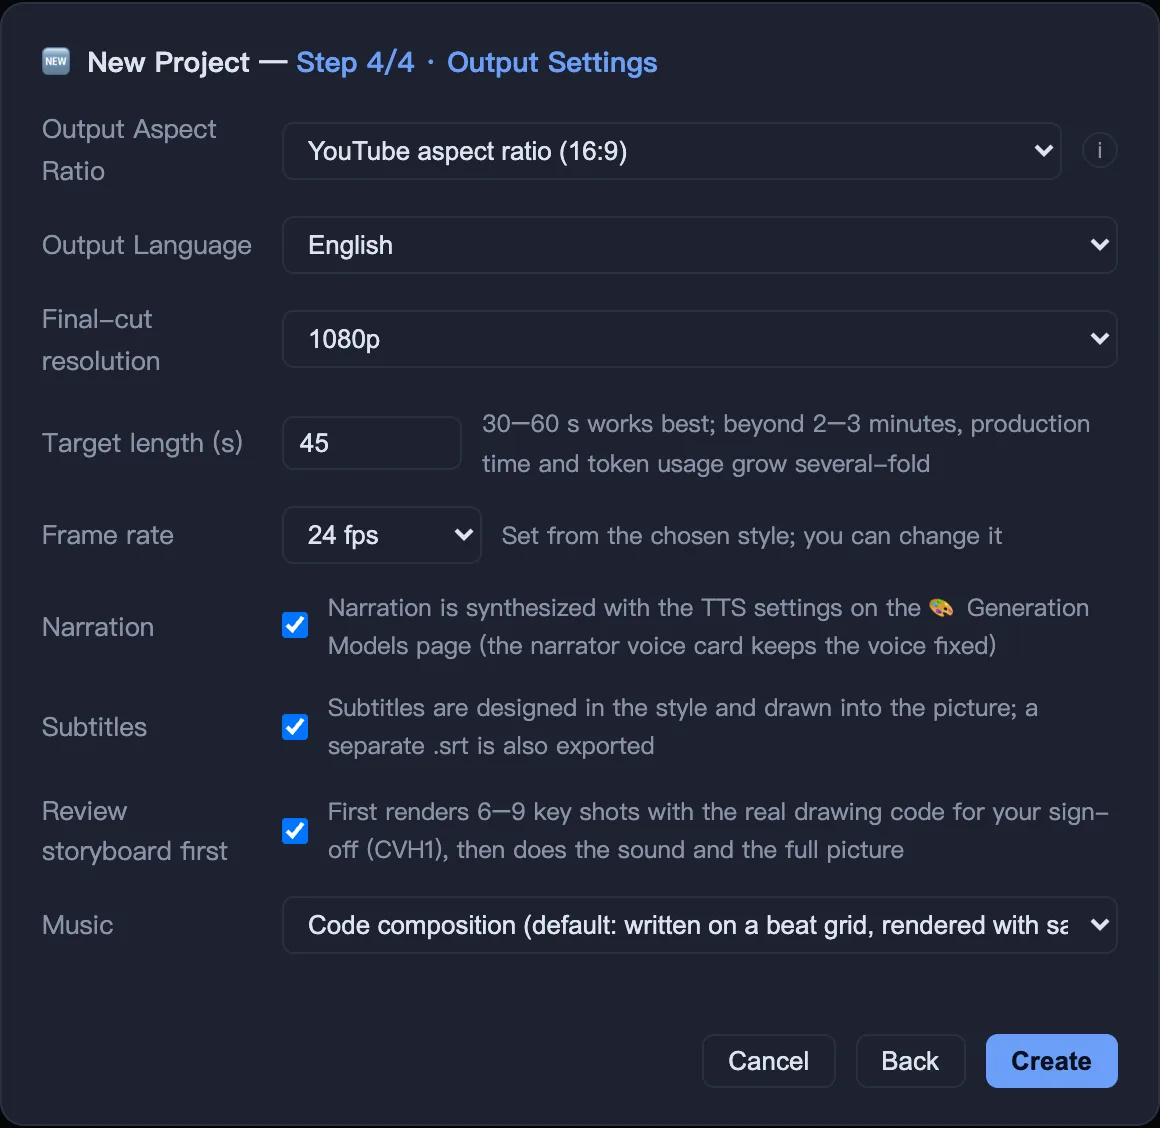 NEW New Project — Step 4/4 · Output Settings
Output Aspect
Ratio
YouTube aspect ratio (16:9)
i
Output Language
English
Final-cut
resolution
1080p
Target length (s)
45
30–60 s works best; beyond 2–3 minutes, production
time and token usage grow several-fold
Frame rate
24 fps
Set from the chosen style; you can change it
Narration
Narration is synthesized with the TTS settings on the 🎨 Generation
Models page (the narrator voice card keeps the voice fixed)
Subtitles
Subtitles are designed in the style and drawn into the picture; a
separate .srt is also exported
Review
storyboard first
First renders 6–9 key shots with the real drawing code for your sign-
off (CVH1), then does the sound and the full picture
Music
Code composition (default: written on a beat grid, rendered with
Cancel
Back
Create